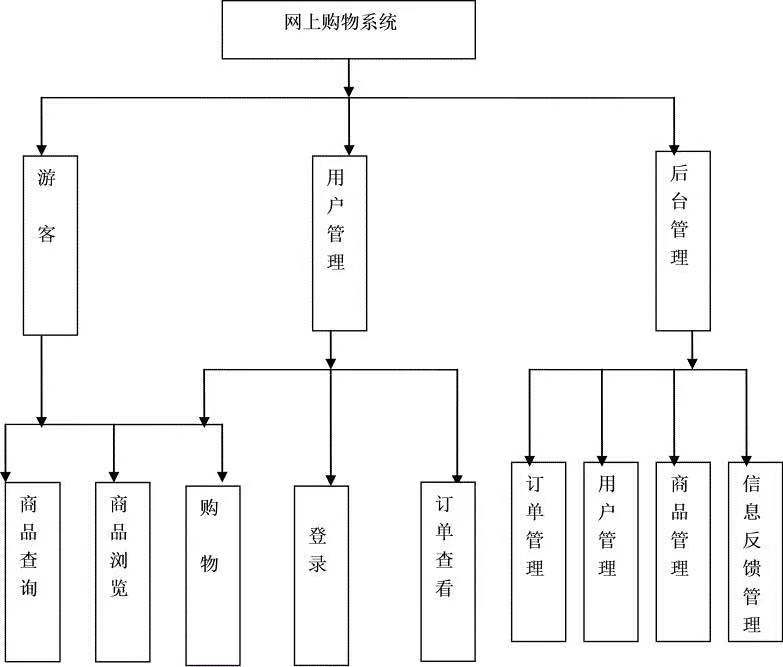 网上购物系统
游客
用户管理
后台管理
商品查询
商品浏览
购物
登录
订单查看
订单管理
用户管理
商品管理
信息反馈管理